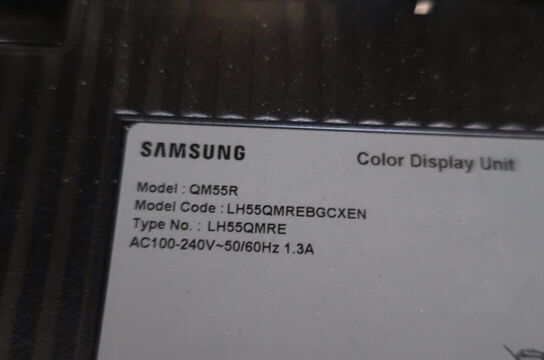 SAMSUNG
Color Display Unit
Model : QM55R
Model Code : LH55QMREBGCXEN
Type No. : LH55QMRE
AC100-240V~50/60Hz 1.3A